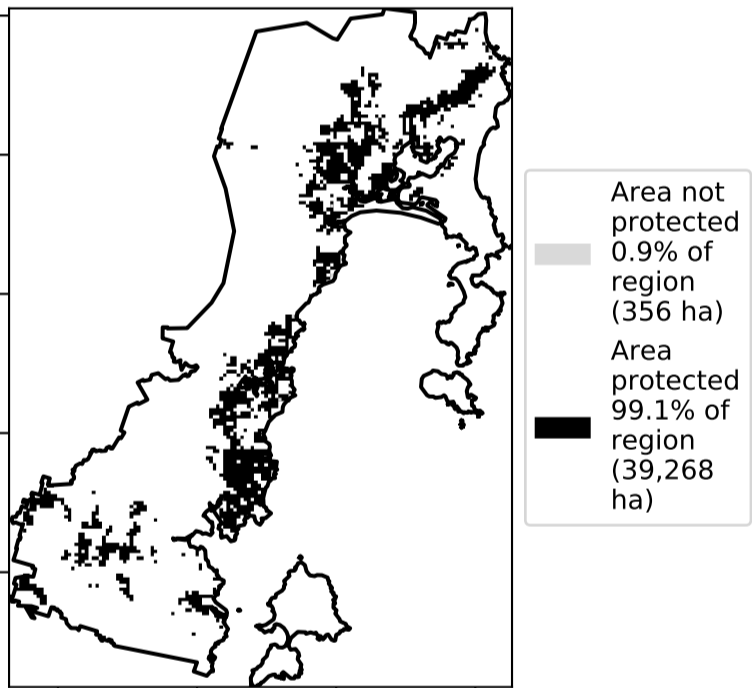 Area not
protected
0.9% of
region
(356 ha)
Area
protected
99.1% of
region
(39,268
ha)